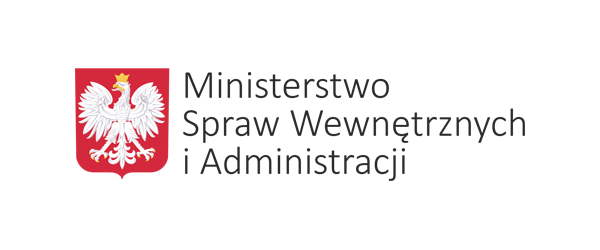 Ministerstwo
Spraw Wewnętrznych
i Administracji